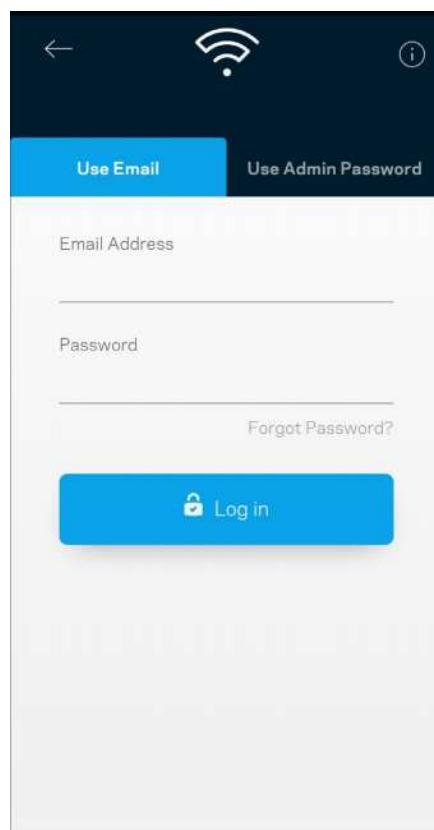 Use Email
Use Admin Password
Email Address
Password
Forgot Password?
Log in